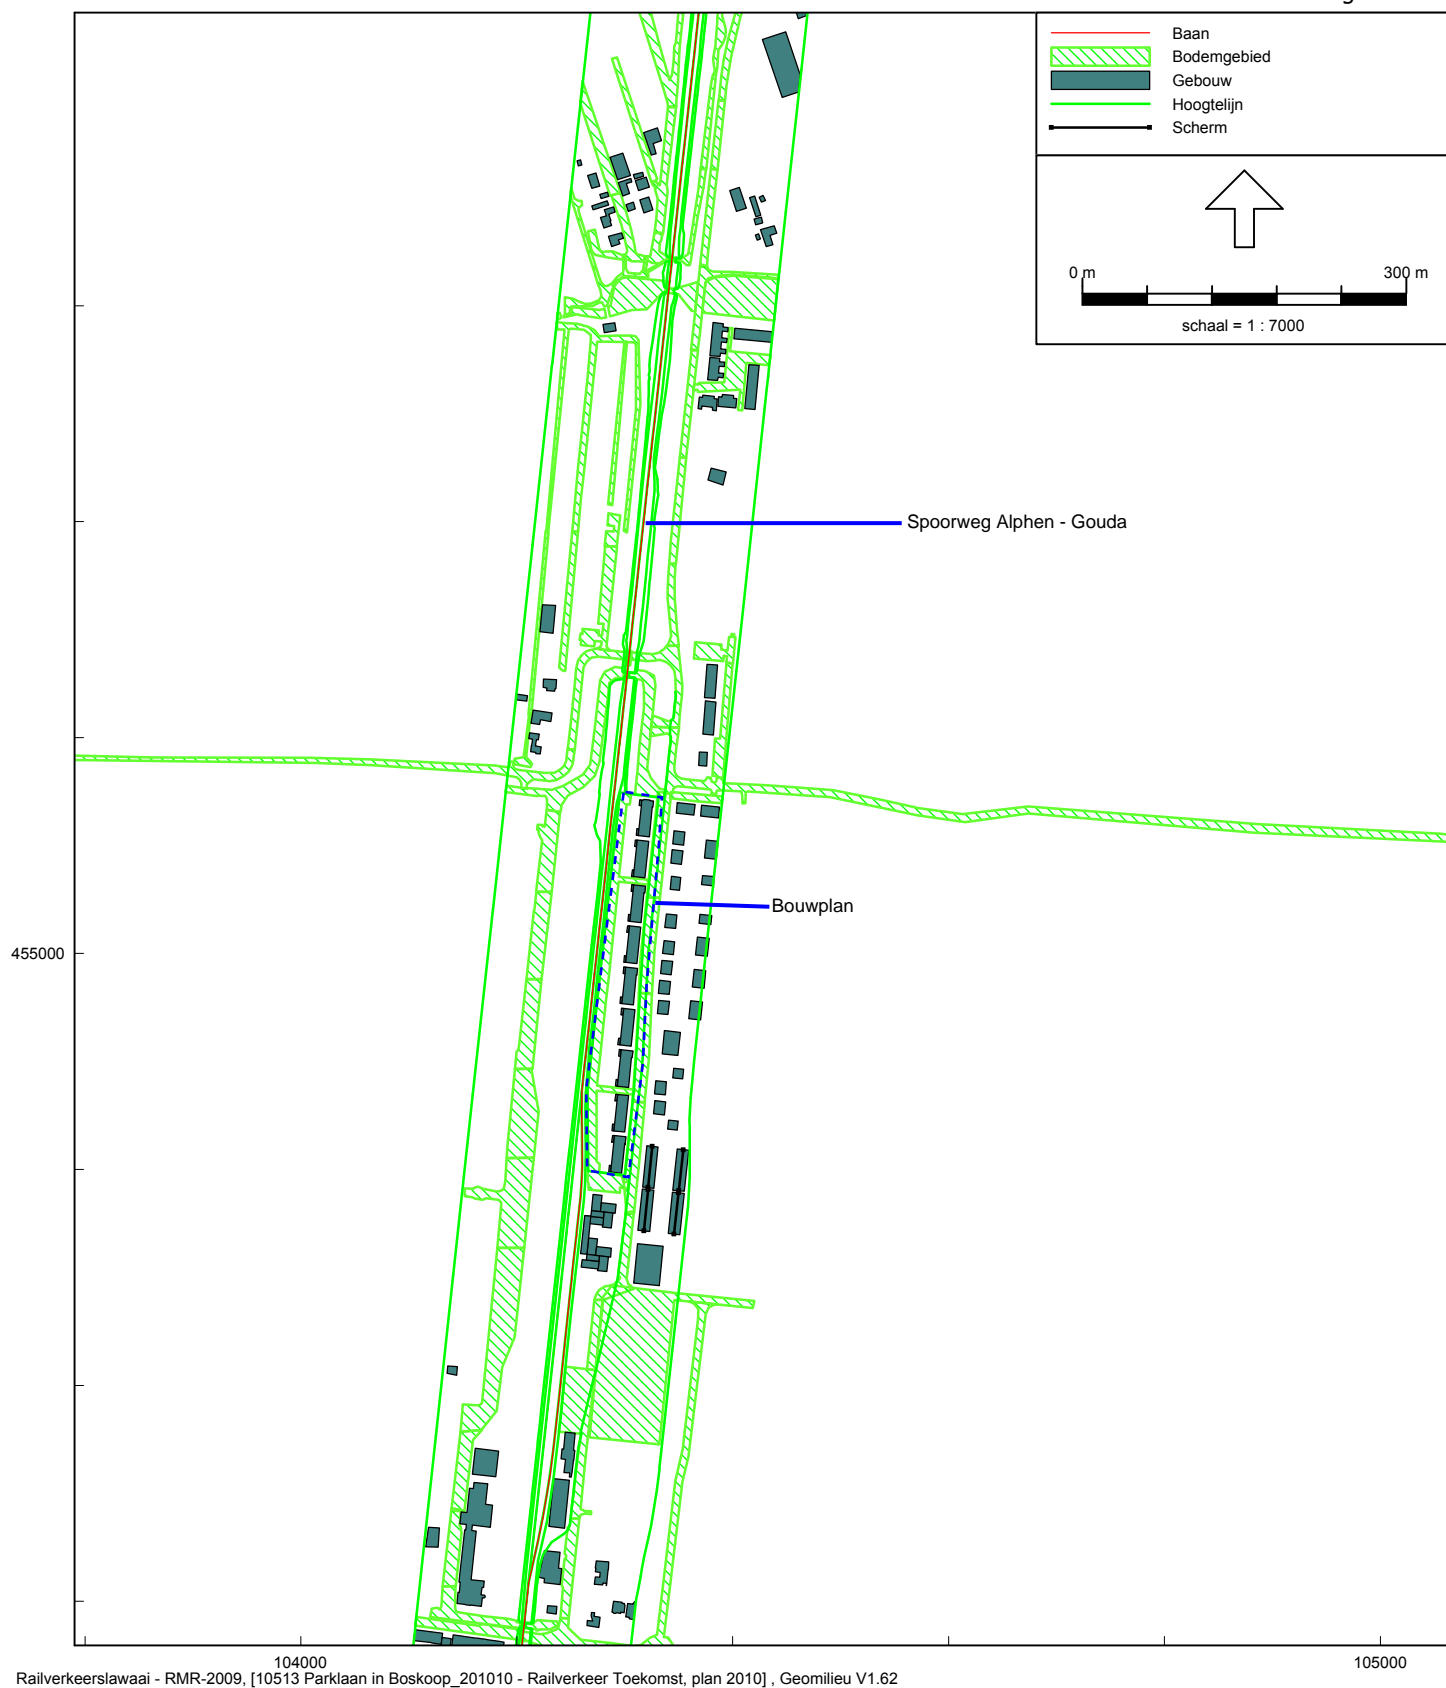 Baan
Bodemgebied
Gebouw
Hoogtelijn
Scherm
0 m 300 m
schaal = 1 : 7000
Spoorweg Alphen - Gouda
Bouwplan
455000
104000 105000
Railverkeerslawaai - RMR-2009, [10513 Parklaan in Boskoop_201010 - Railverkeer Toekomst, plan 2010] , Geomilieu V1.62